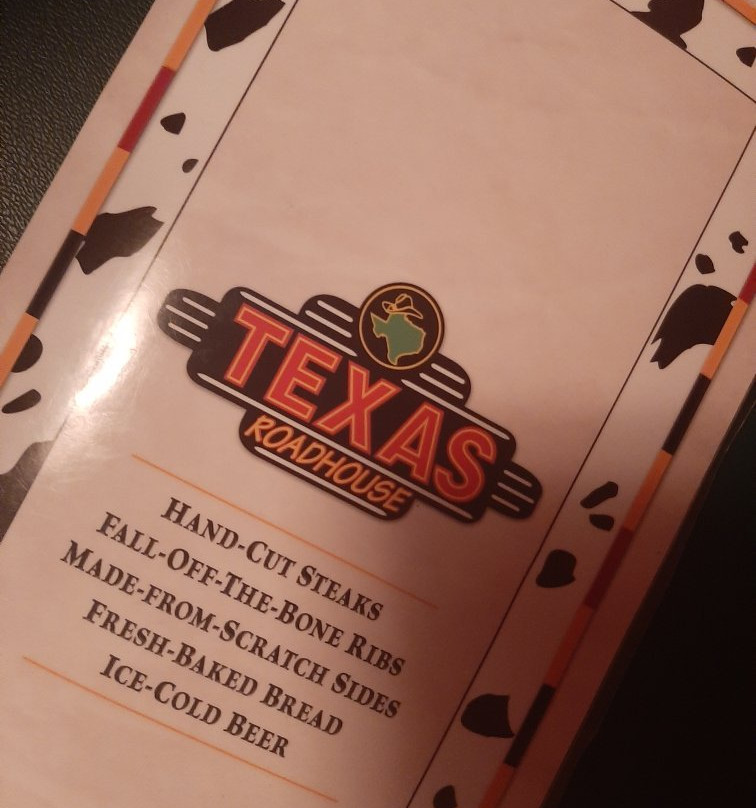 TEXAS
ROADHOUSE
HAND-CUT STEAKS
FALL-OFF-THE-BONE RIBS
MADE-FROM-SCRATCH SIDES
FRESH-BAKED BREAD
ICE-COLD BEER